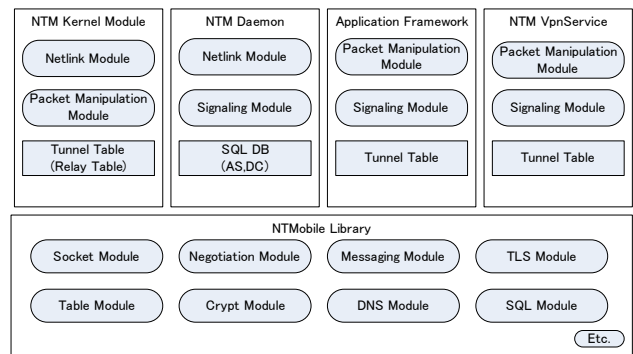 NTM Kernel Module
Netlink Module
Packet Manipulation
Module
Tunnel Table
(Relay Table)
NTM Daemon
Netlink Module
Signaling Module
SQL DB
(AS,DC)
Application Framework
Packet Manipulation
Module
Signaling Module
Tunnel Table
NTM VpnService
Packet Manipulation
Module
Signaling Module
Tunnel Table
NTMobile Library
Socket Module
Negotiation Module
Messaging Module
TLS Module
Table Module
Crypt Module
DNS Module
SQL Module
Etc.